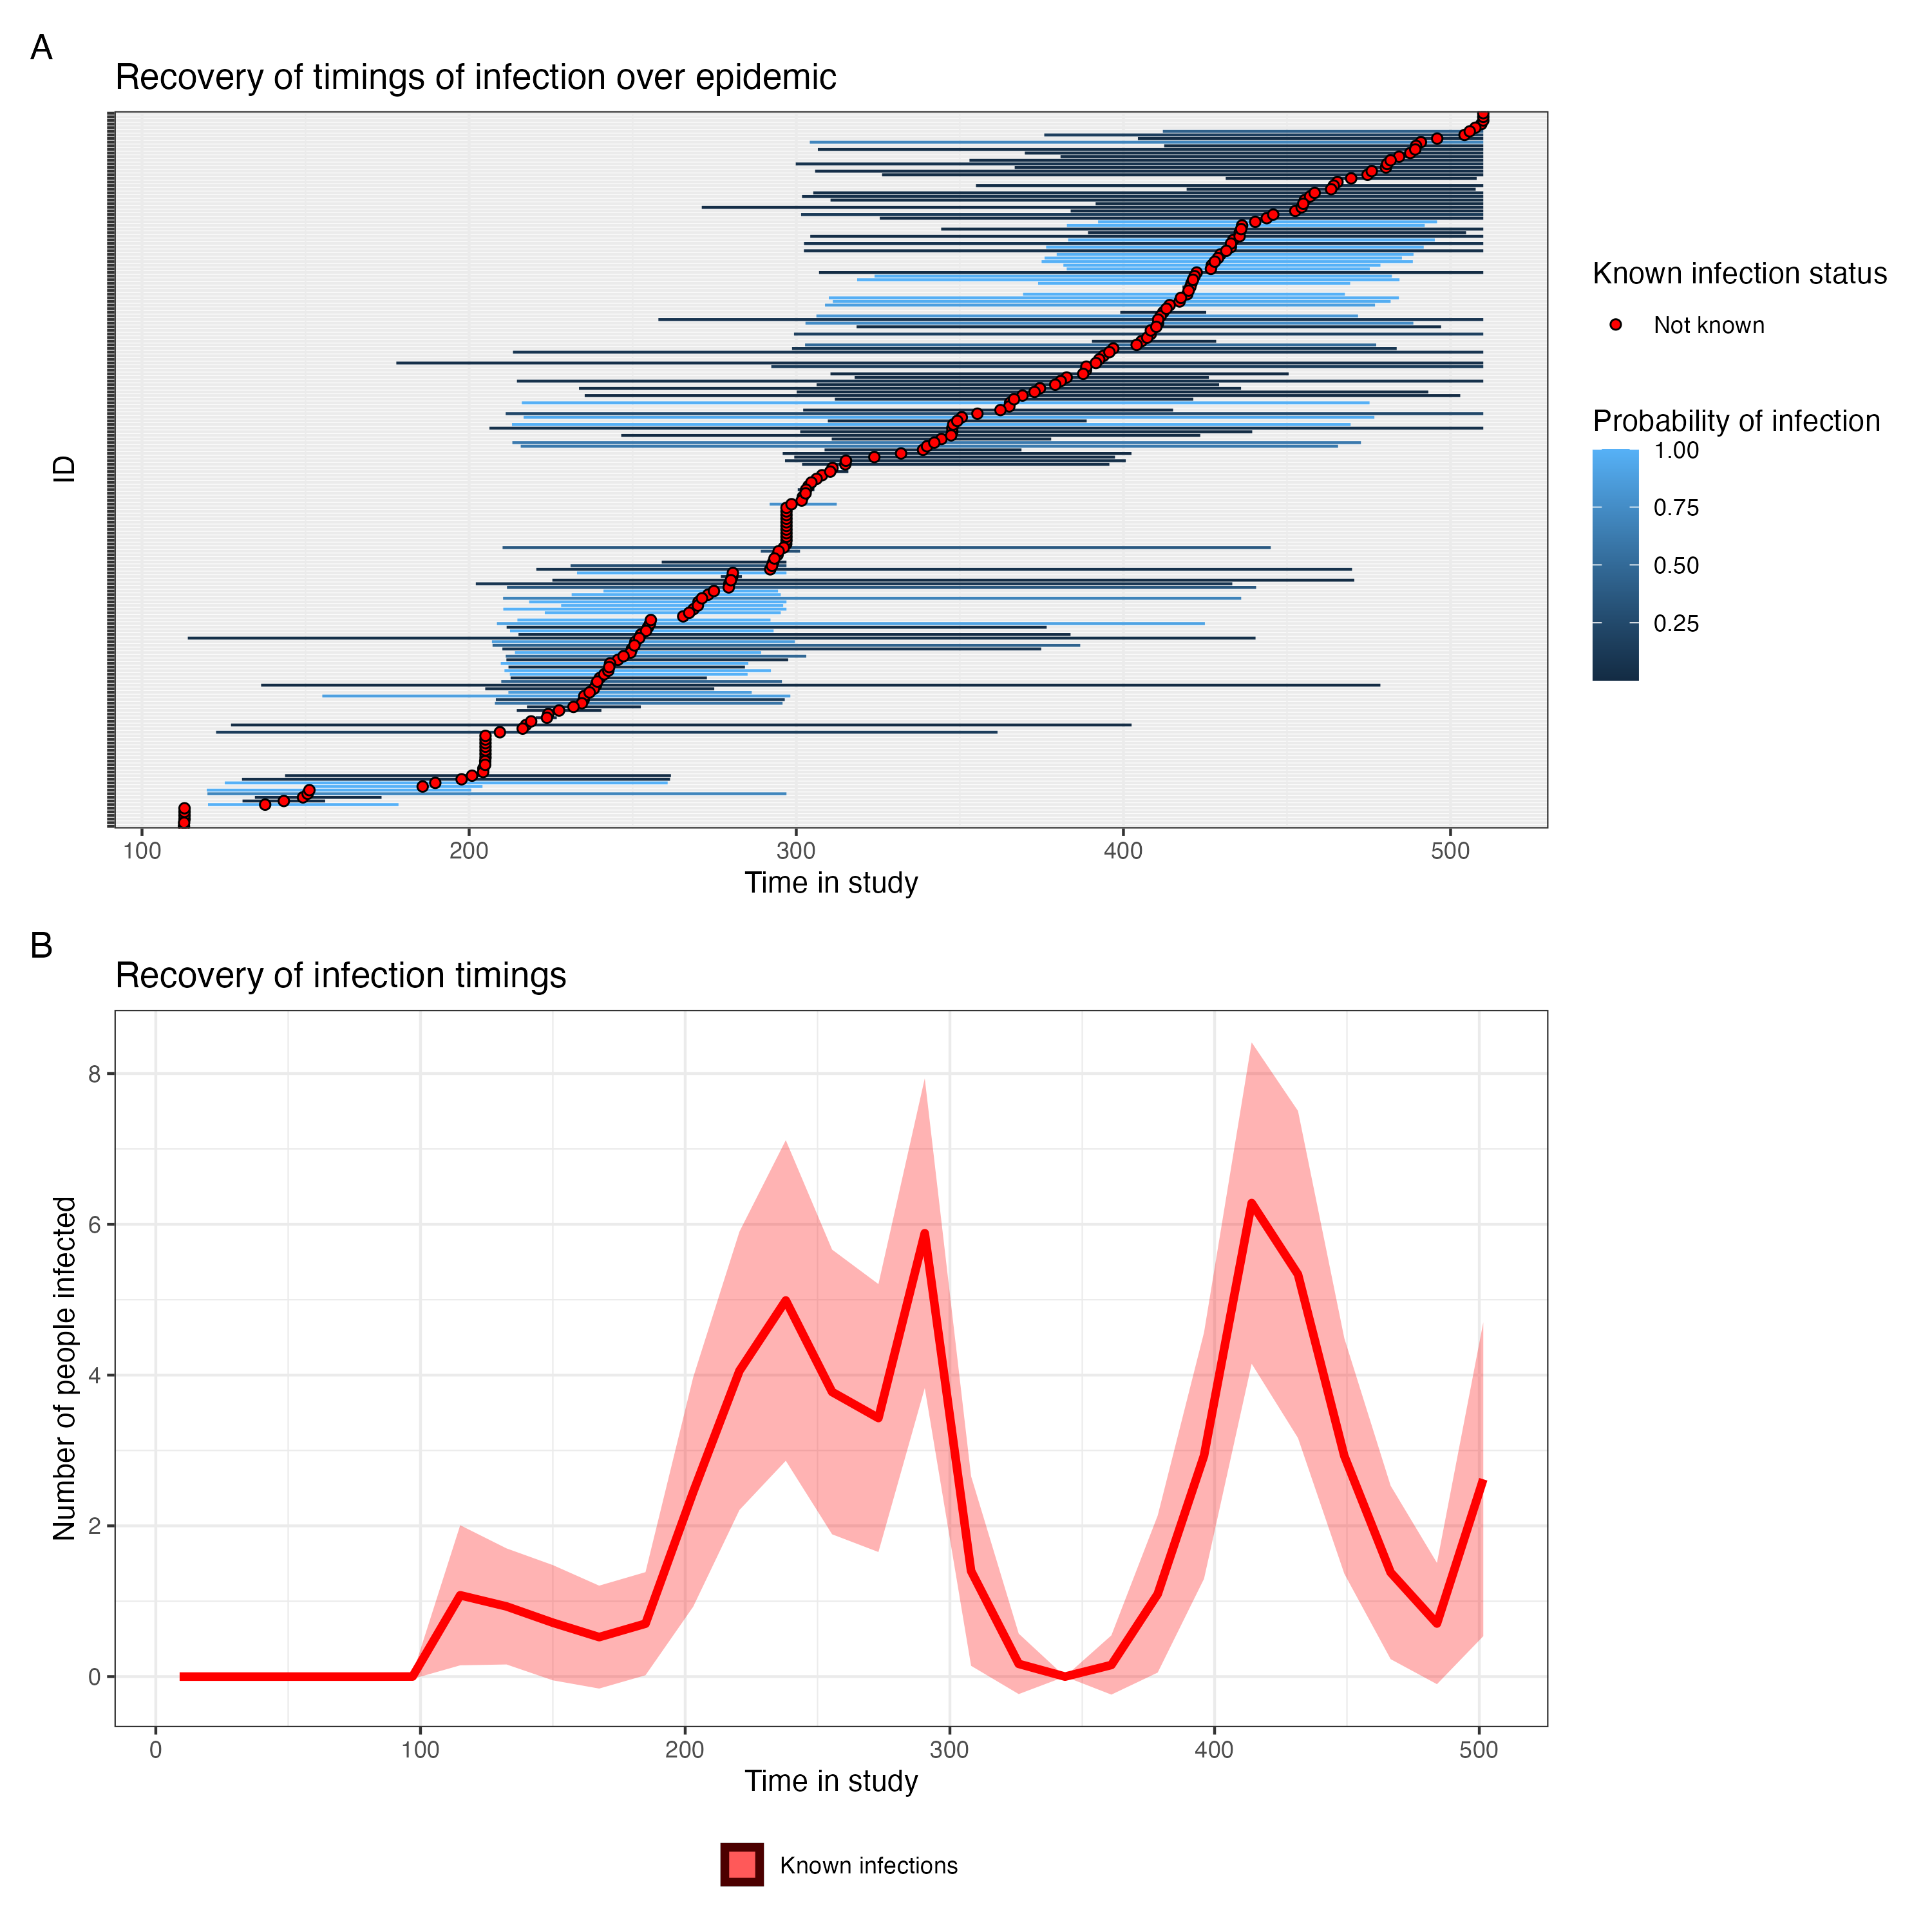 A
Recovery of timings of infection over epidemic
ID
100 200 300 400 500
Time in study
Known infection status
Not known
Probability of infection
1.00
0.75
0.50
0.25
B
Recovery of infection timings
Number of people infected
8
6
4
2
0
0 100 200 300 400 500
Time in study
Known infections